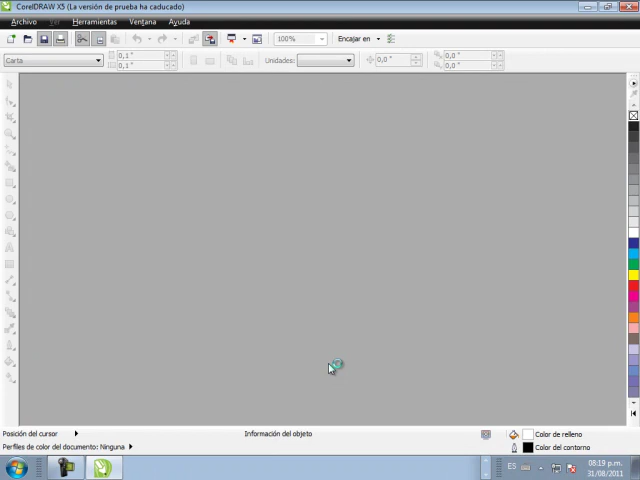 CorelDRAW X5 (La versión de prueba ha caducado)
Archivo Ver Herramientas Ventana Ayuda
100% Encajar en
Carta 0,1 " Unidades: 0,0 " 0,0 "
0,1 " 0,0 "
Posición del cursor Información del objeto Color de relleno
Perfiles de color del documento: Ninguna Color del contorno
ES 08:19 p.m.
31/08/2011